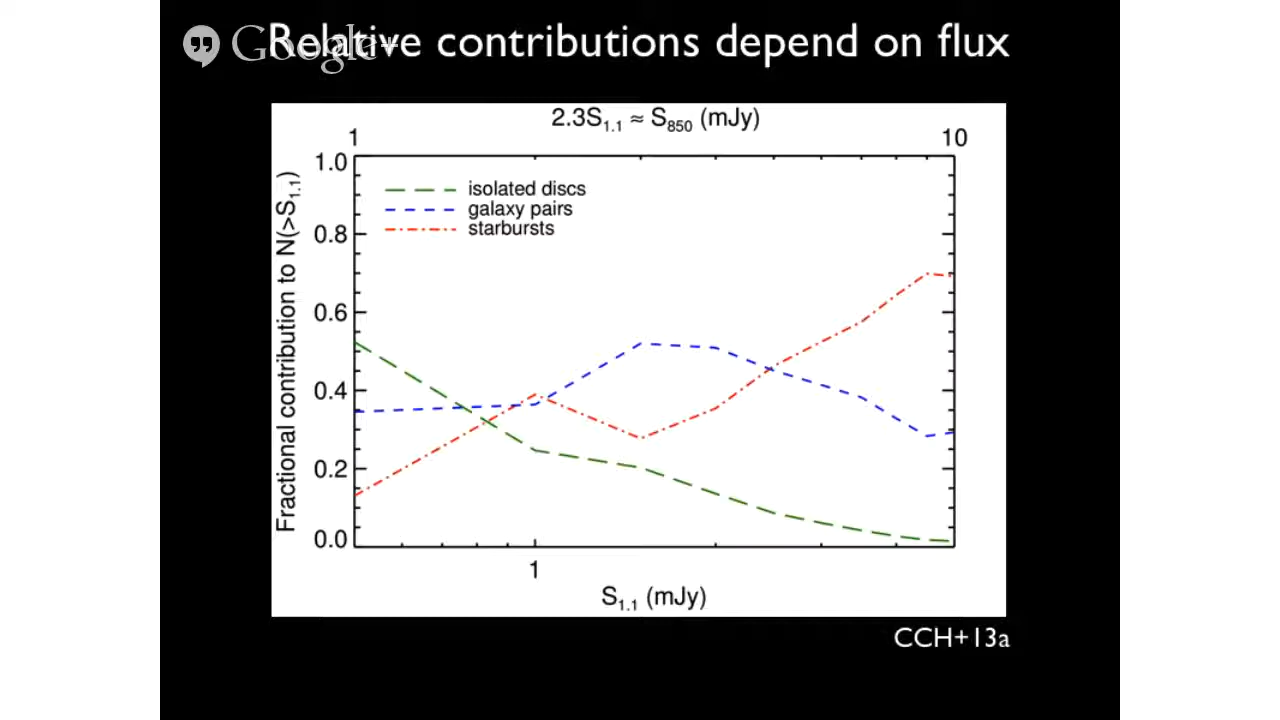 Relative contributions depend on flux
Google+
2.3S1.1 ≈ S850 (mJy)
1 10
1.0
0.8
0.6
0.4
0.2
0.0
Fractional contribution to N(>S1.1)
isolated discs
galaxy pairs
starbursts
1
S1.1 (mJy)
CCH+13a